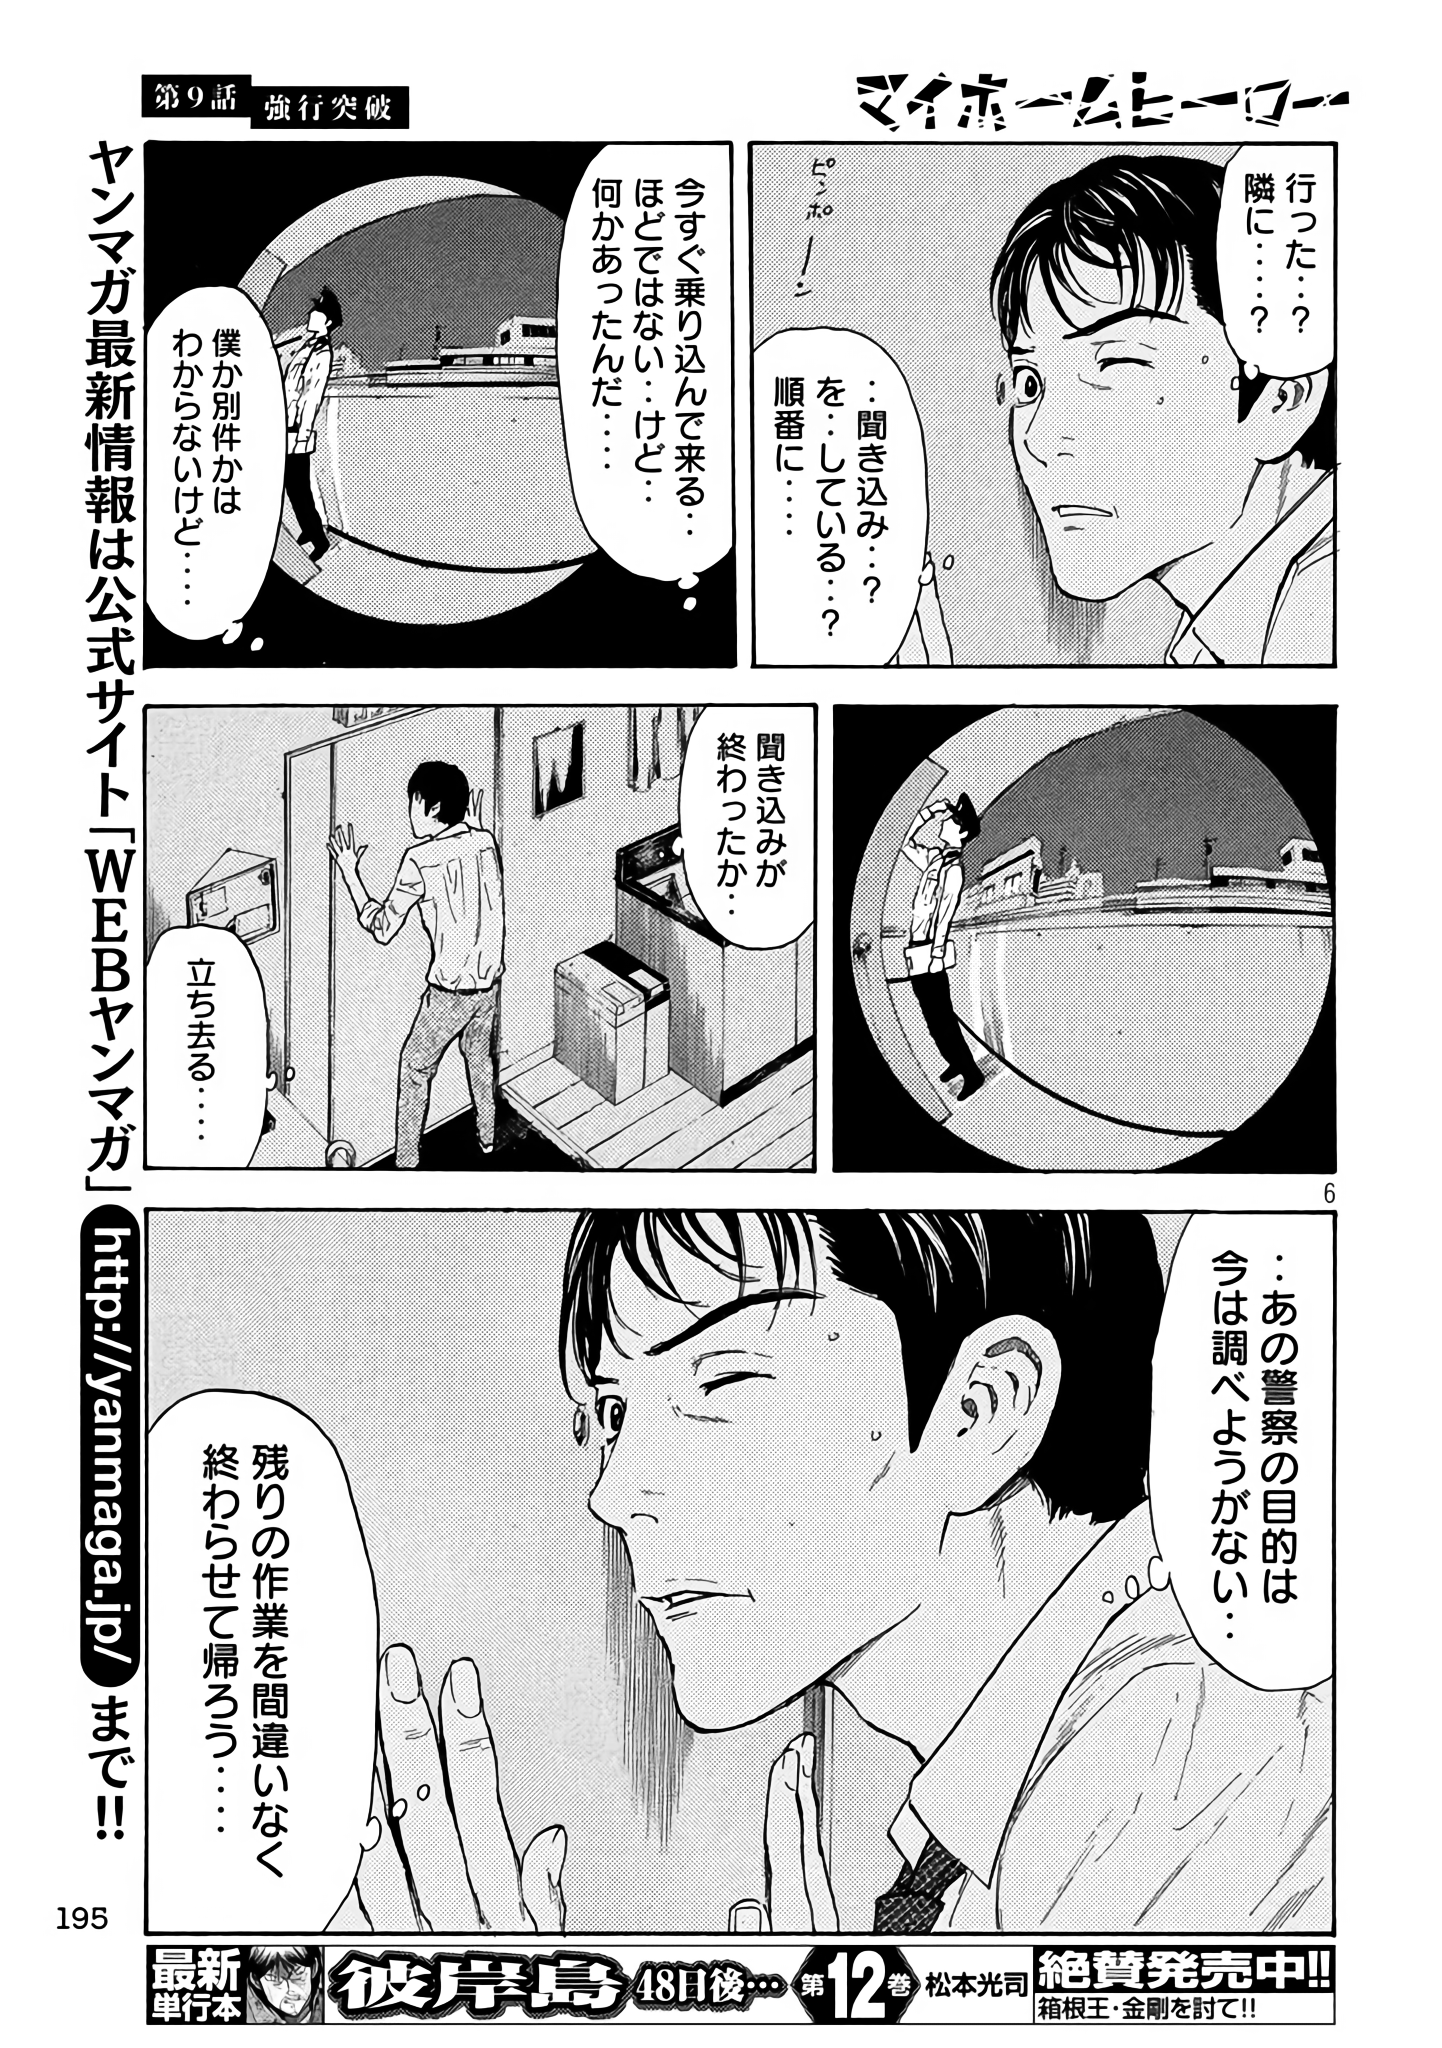 マイホームヒーロー
第9話
強行突破
行った‥?
隣に‥‥?
ピンポーン
‥聞き込み‥?
を‥している‥?
順番に‥‥
今すぐ乗り込んで来る‥
ほどではない‥けど‥
何かあったんだ‥‥
僕か別件かは
わからないけど‥‥
聞き込みが
終わったか‥
立ち去る‥‥
6
‥あの警察の目的は
今は調べようがない‥
残りの作業を間違いなく
終わらせて帰ろう‥‥
ヤンマガ最新情報は公式サイト「WEBヤンマガ」http://yanmaga.jp/まで!!
195
最新
単行本
彼岸島 48日後…
第12巻
松本光司
絶賛発売中!!
箱根王・金剛を討て!!